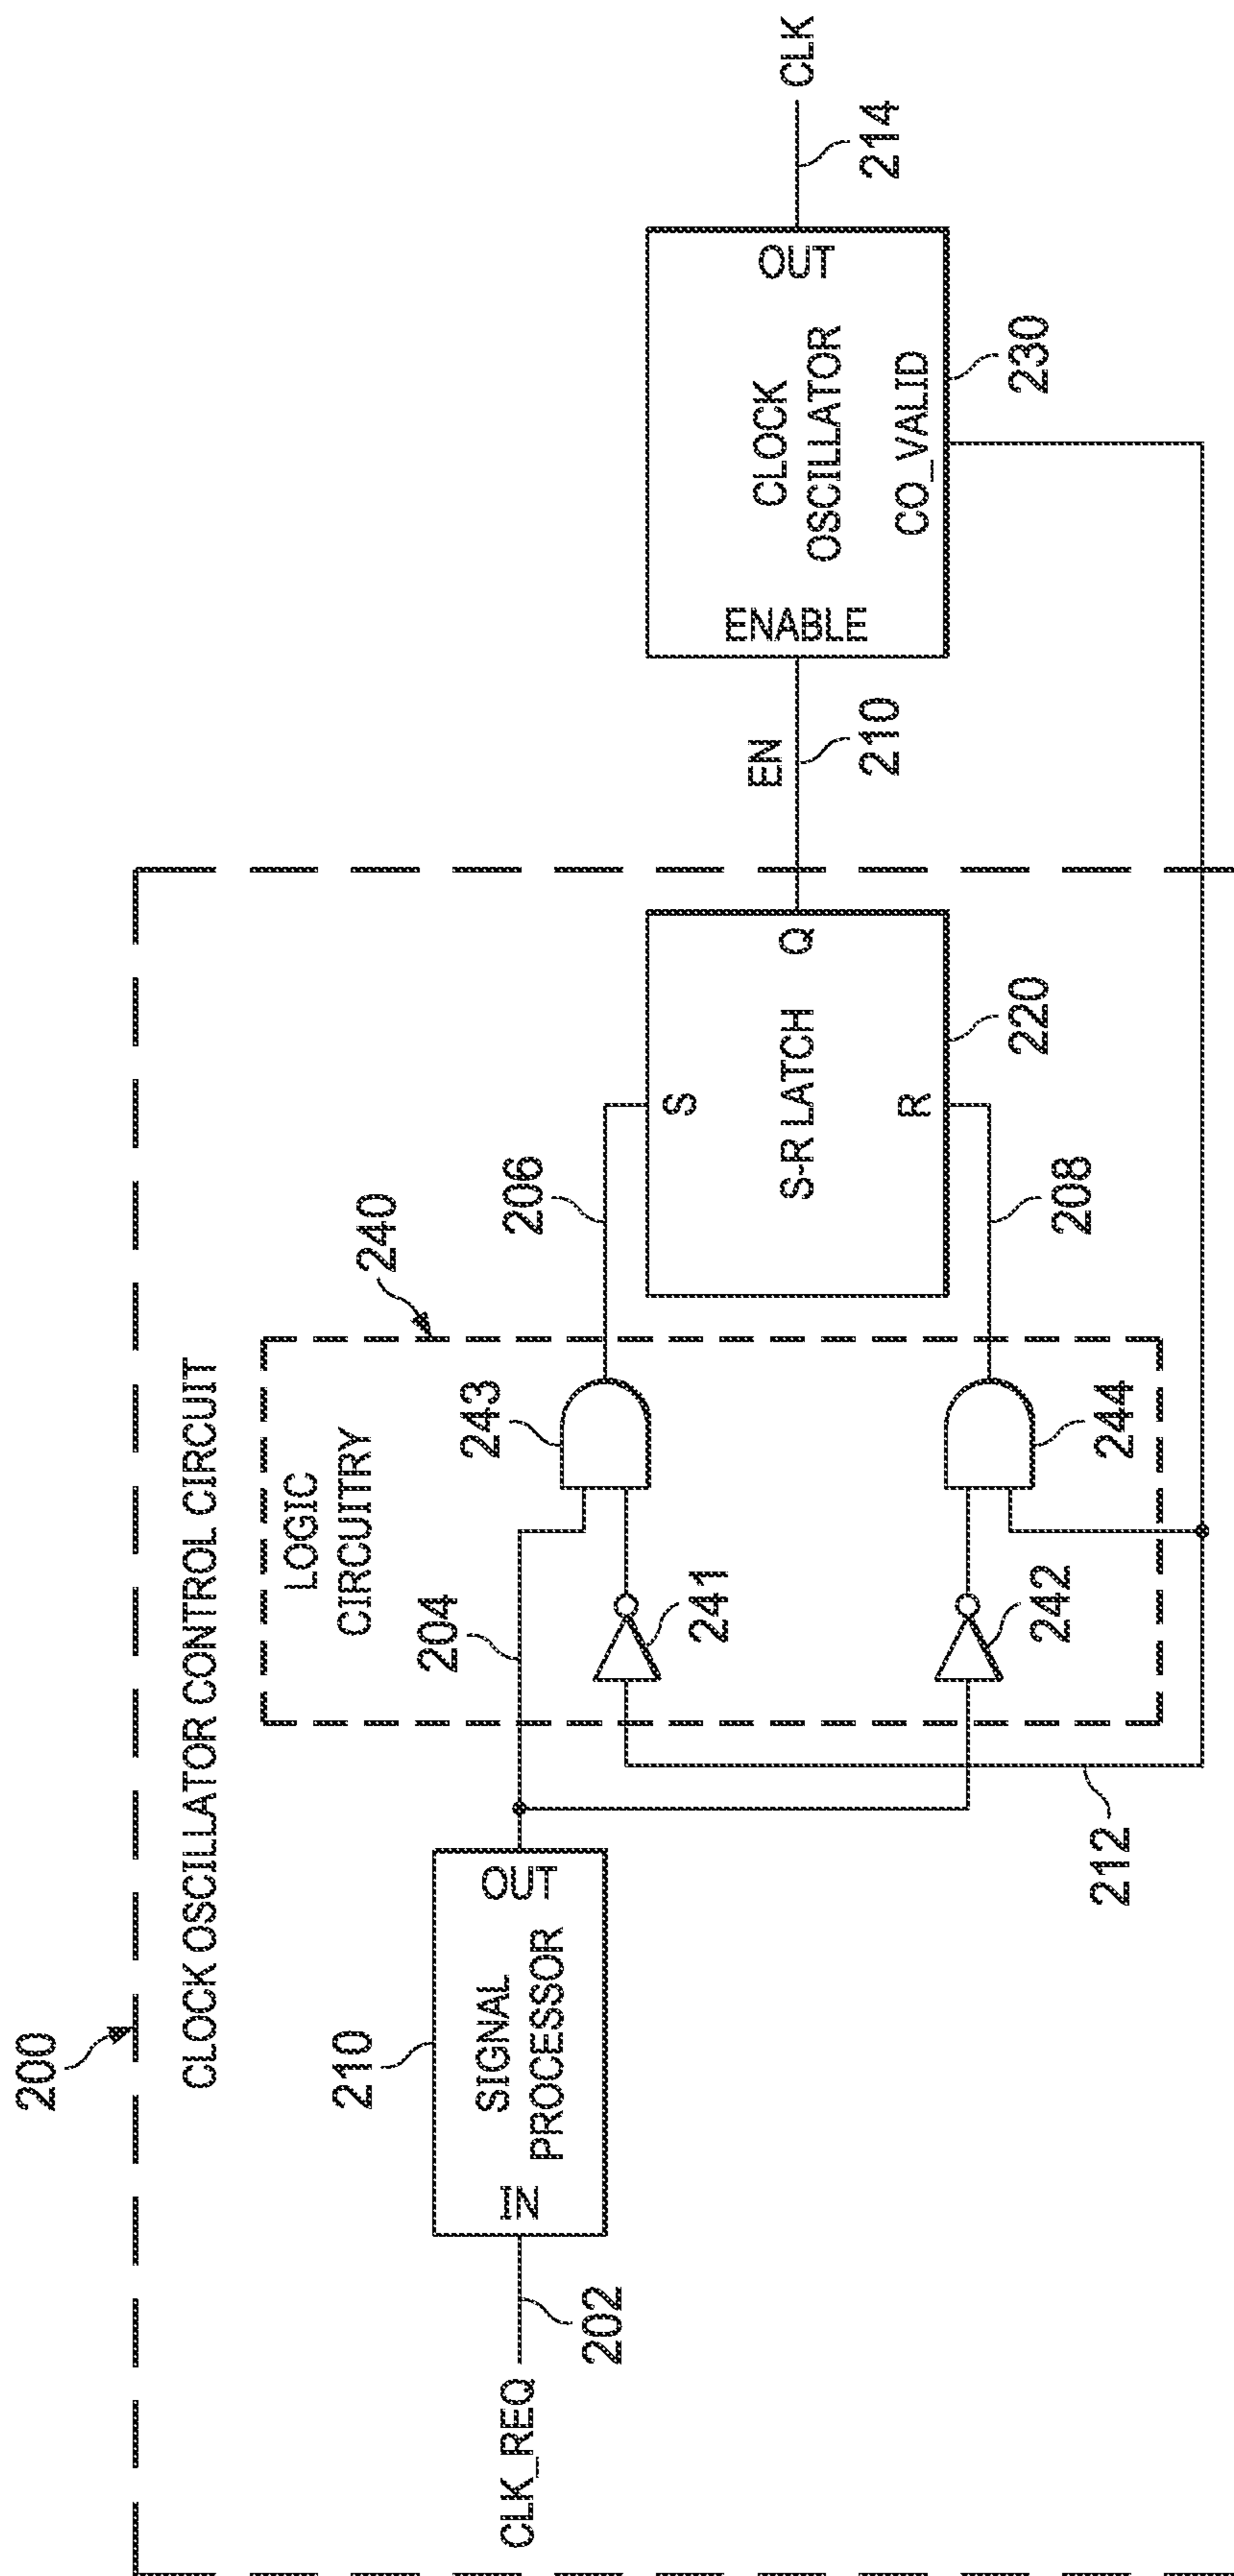 200
CLOCK OSCILLATOR CONTROL CIRCUIT
240
LOGIC
CIRCUITRY
210
SIGNAL
PROCESSOR
IN
OUT
CLK_REQ
202
204
241
242
243
244
206
208
212
S
S-R LATCH
Q
R
220
EN
210
ENABLE
CLOCK
OSCILLATOR
OUT
CO_VALID
230
214
CLK